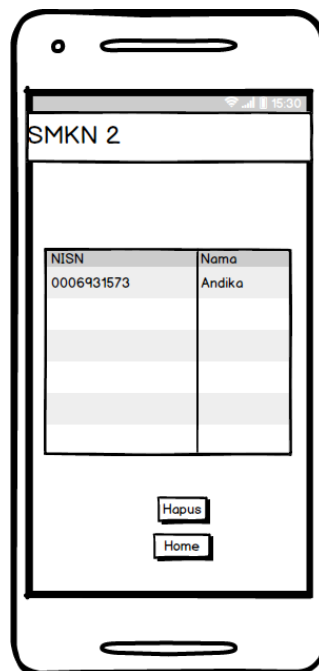 15:30
SMKN 2
NISN Nama
0006931573 Andika
Hapus
Home